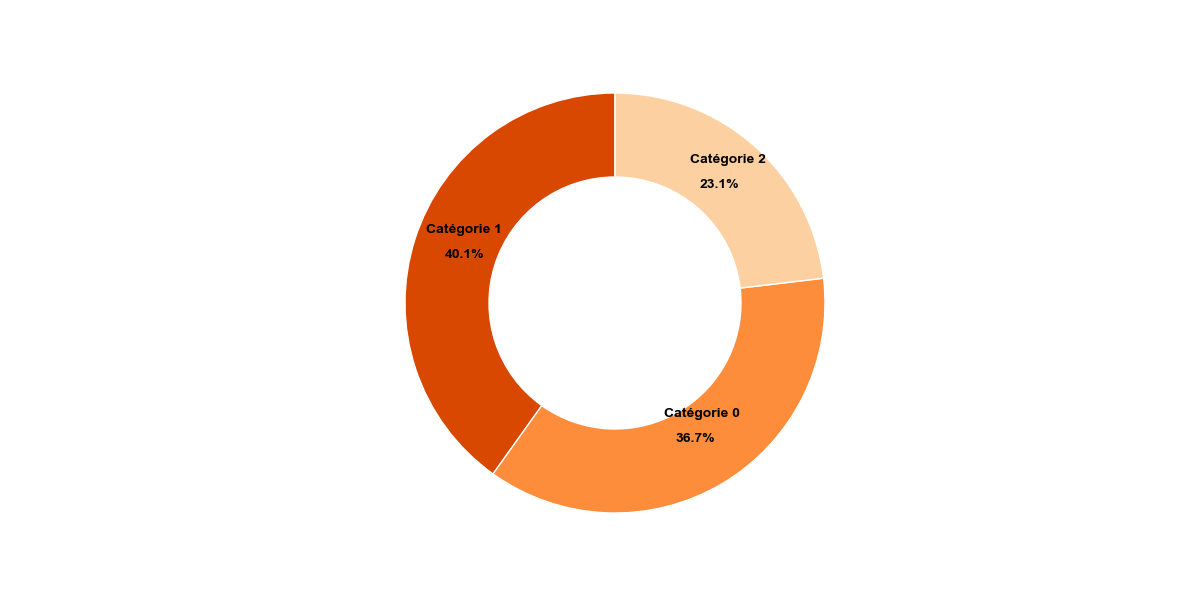 Catégorie 2
23.1%
Catégorie 1
40.1%
Catégorie 0
36.7%